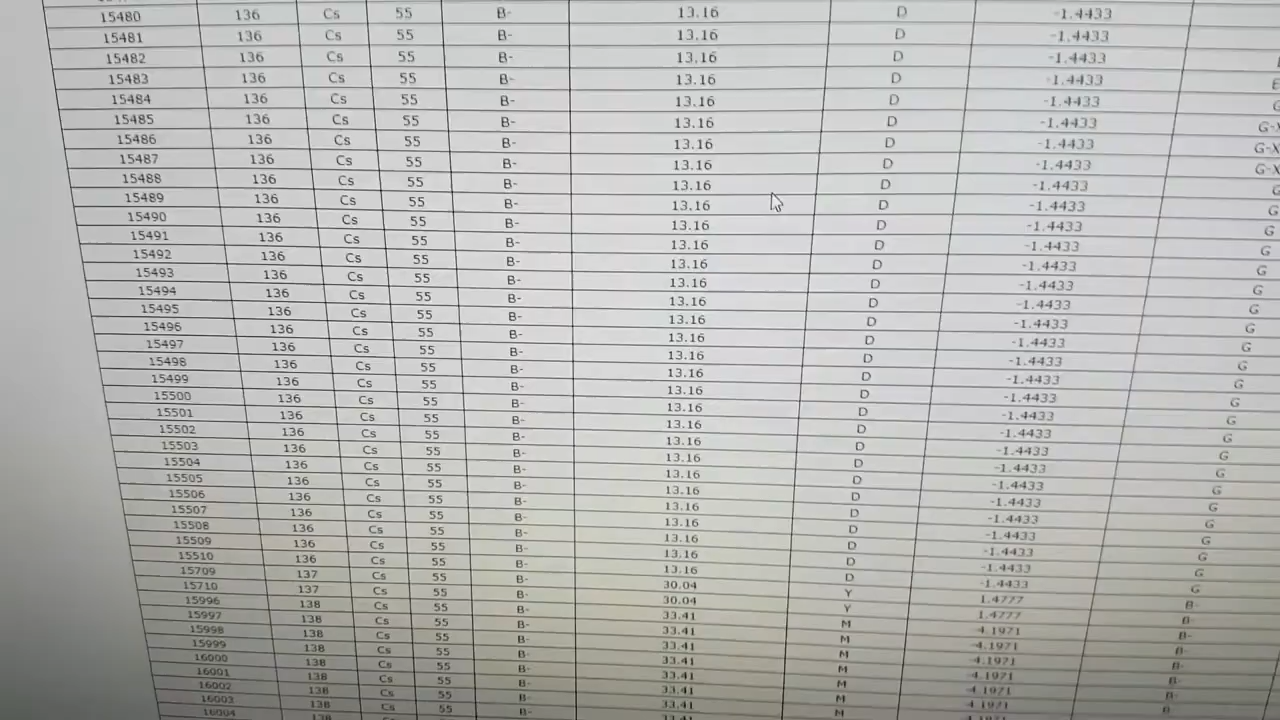 15480 136 Cs 55 B- 13.16 D -1.4433
15481 136 Cs 55 B- 13.16 D -1.4433
15482 136 Cs 55 B- 13.16 D -1.4433
15483 136 Cs 55 B- 13.16 D -1.4433 E
15484 136 Cs 55 B- 13.16 D -1.4433 G
15485 136 Cs 55 B- 13.16 D -1.4433 G-X
15486 136 Cs 55 B- 13.16 D -1.4433 G-X
15487 136 Cs 55 B- 13.16 D -1.4433 G-X
15488 136 Cs 55 B- 13.16 D -1.4433 G
15489 136 Cs 55 B- 13.16 D -1.4433 G
15490 136 Cs 55 B- 13.16 D -1.4433 G
15491 136 Cs 55 B- 13.16 D -1.4433 G
15492 136 Cs 55 B- 13.16 D -1.4433 G
15493 136 Cs 55 B- 13.16 D -1.4433 G
15494 136 Cs 55 B- 13.16 D -1.4433 G
15495 136 Cs 55 B- 13.16 D -1.4433 G
15496 136 Cs 55 B- 13.16 D -1.4433 G
15497 136 Cs 55 B- 13.16 D -1.4433 G
15498 136 Cs 55 B- 13.16 D -1.4433 G
15499 136 Cs 55 B- 13.16 D -1.4433 G
15500 136 Cs 55 B- 13.16 D -1.4433 G
15501 136 Cs 55 B- 13.16 D -1.4433 G
15502 136 Cs 55 B- 13.16 D -1.4433 G
15503 136 Cs 55 B- 13.16 D -1.4433 G
15504 136 Cs 55 B- 13.16 D -1.4433 G
15505 136 Cs 55 B- 13.16 D -1.4433 G
15506 136 Cs 55 B- 13.16 D -1.4433 G
15507 136 Cs 55 B- 13.16 D -1.4433 G
15508 136 Cs 55 B- 13.16 D -1.4433 G
15509 136 Cs 55 B- 13.16 D -1.4433 G
15510 136 Cs 55 B- 13.16 D -1.4433 G
15709 137 Cs 55 B- 30.04 Y 1.4777 B-
15710 137 Cs 55 B- 30.04 Y 1.4777 B-
15996 138 Cs 55 B- 33.41 M -4.1971 B-
15997 138 Cs 55 B- 33.41 M -4.1971 B-
15998 138 Cs 55 B- 33.41 M -4.1971 B-
15999 138 Cs 55 B- 33.41 M -4.1971 B-
16000 138 Cs 55 B- 33.41 M -4.1971
16001 138 Cs 55 B- 33.41 M -4.1971
16002 138 Cs 55 B- 33.41 M
16003 138 Cs 55
16004 138